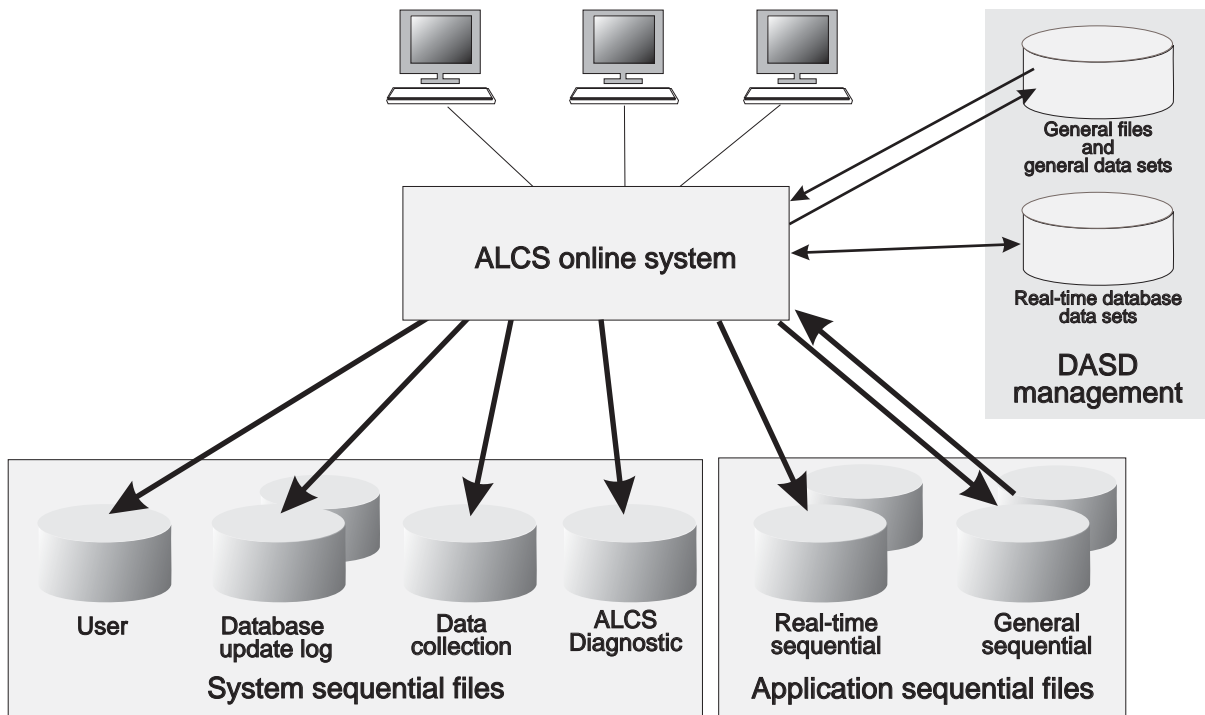 General files
and
general data sets
ALCS online system
Real-time database
data sets
DASD
management
User
Database
update log
Data
collection
ALCS
Diagnostic
Real-time
sequential
General
sequential
System sequential files
Application sequential files